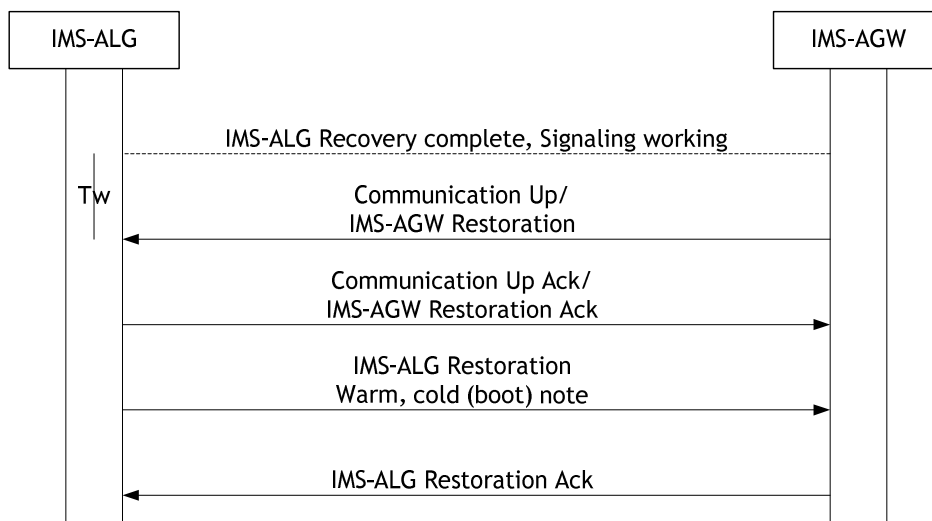 IMS-ALG
IMS-AGW
IMS-ALG Recovery complete, Signaling working
Tw
Communication Up/
IMS-AGW Restoration
Communication Up Ack/
IMS-AGW Restoration Ack
IMS-ALG Restoration
Warm, cold (boot) note
IMS-ALG Restoration Ack